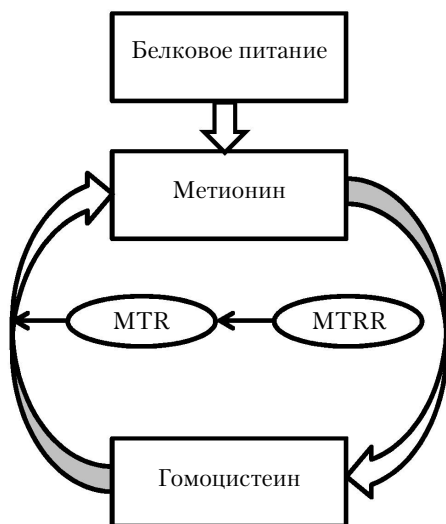 Белковое питание
Метионин
MTR
MTRR
Гомоцистеин